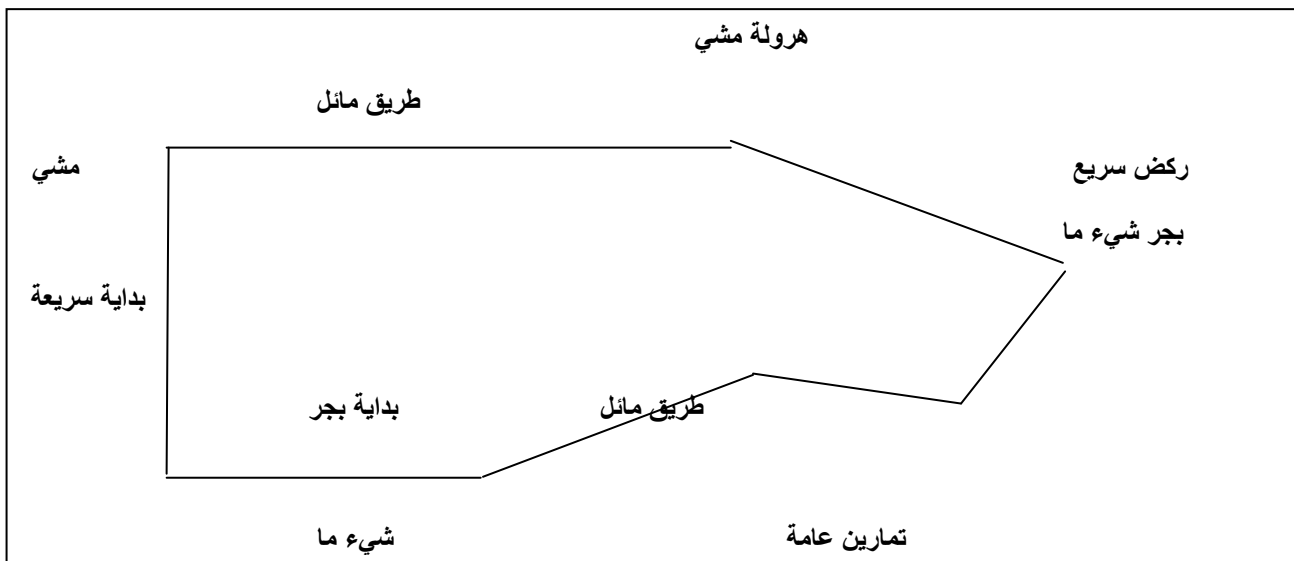 هرولة مشي
طريق مائل
ركض سريع
مشي
بجر شيء ما
بداية سريعة
طريق مائل
بداية بجر
تمارين عامة
شيء ما